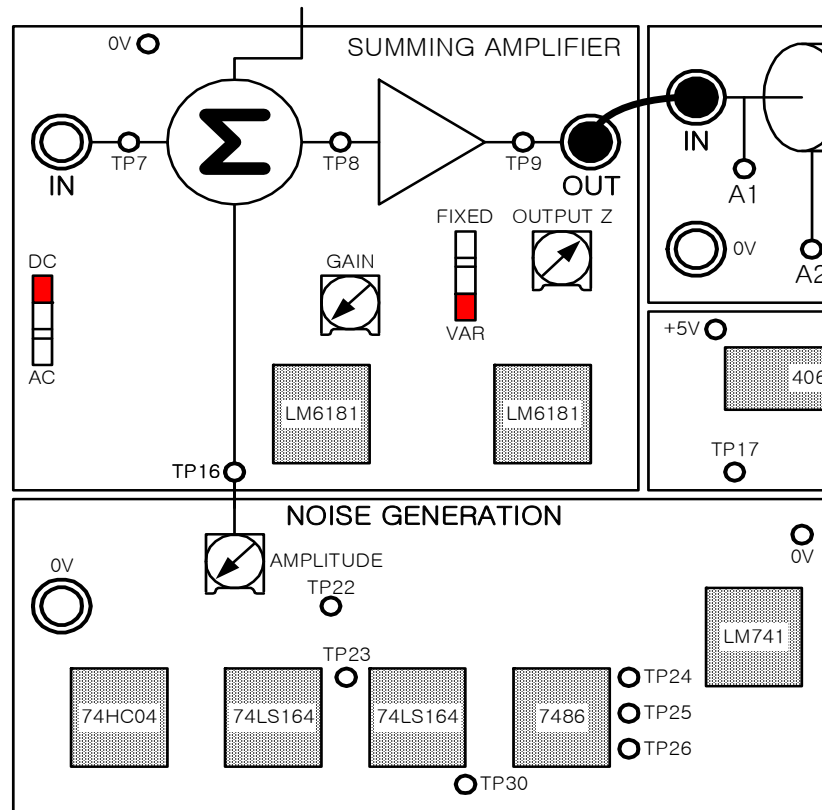 0V
SUMMING AMPLIFIER
Σ
IN
TP7
TP8
TP9
OUT
IN
A1
0V
A2
DC
AC
GAIN
FIXED
VAR
OUTPUT Z
LM6181
LM6181
+5V
406
TP17
TP16
NOISE GENERATION
0V
AMPLITUDE
TP22
0V
LM741
TP23
74HC04
74LS164
74LS164
7486
TP24
TP25
TP26
TP30